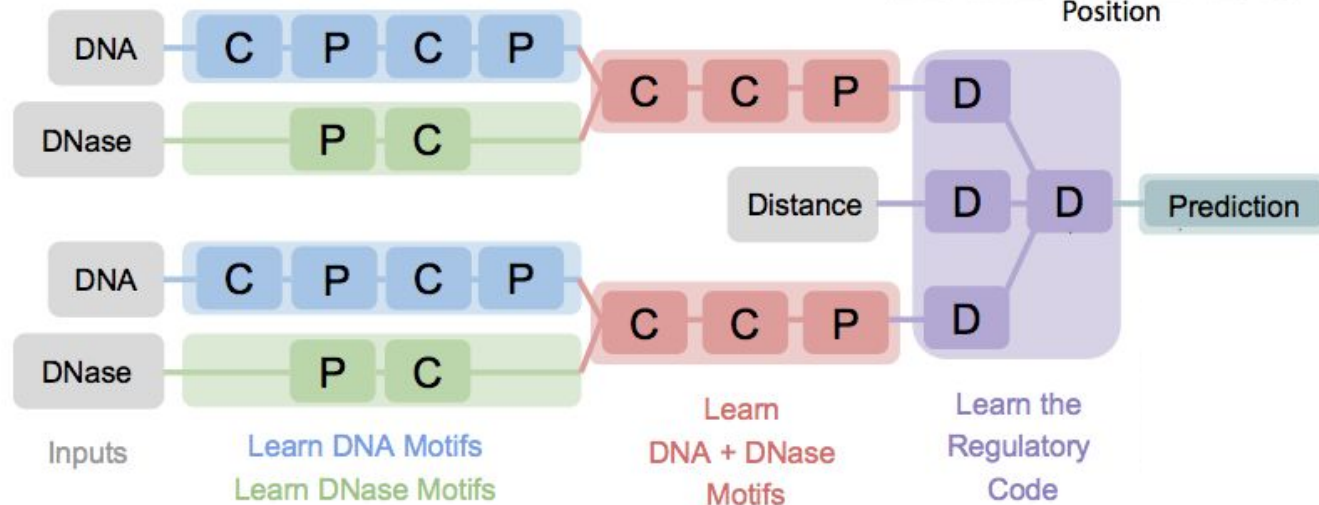 Position
DNA C P C P
C C P D
DNase P C
Distance D D Prediction
DNA C P C P
C C P D
DNase P C
Inputs
Learn DNA Motifs
Learn DNase Motifs
Learn
DNA + DNase
Motifs
Learn the
Regulatory
Code